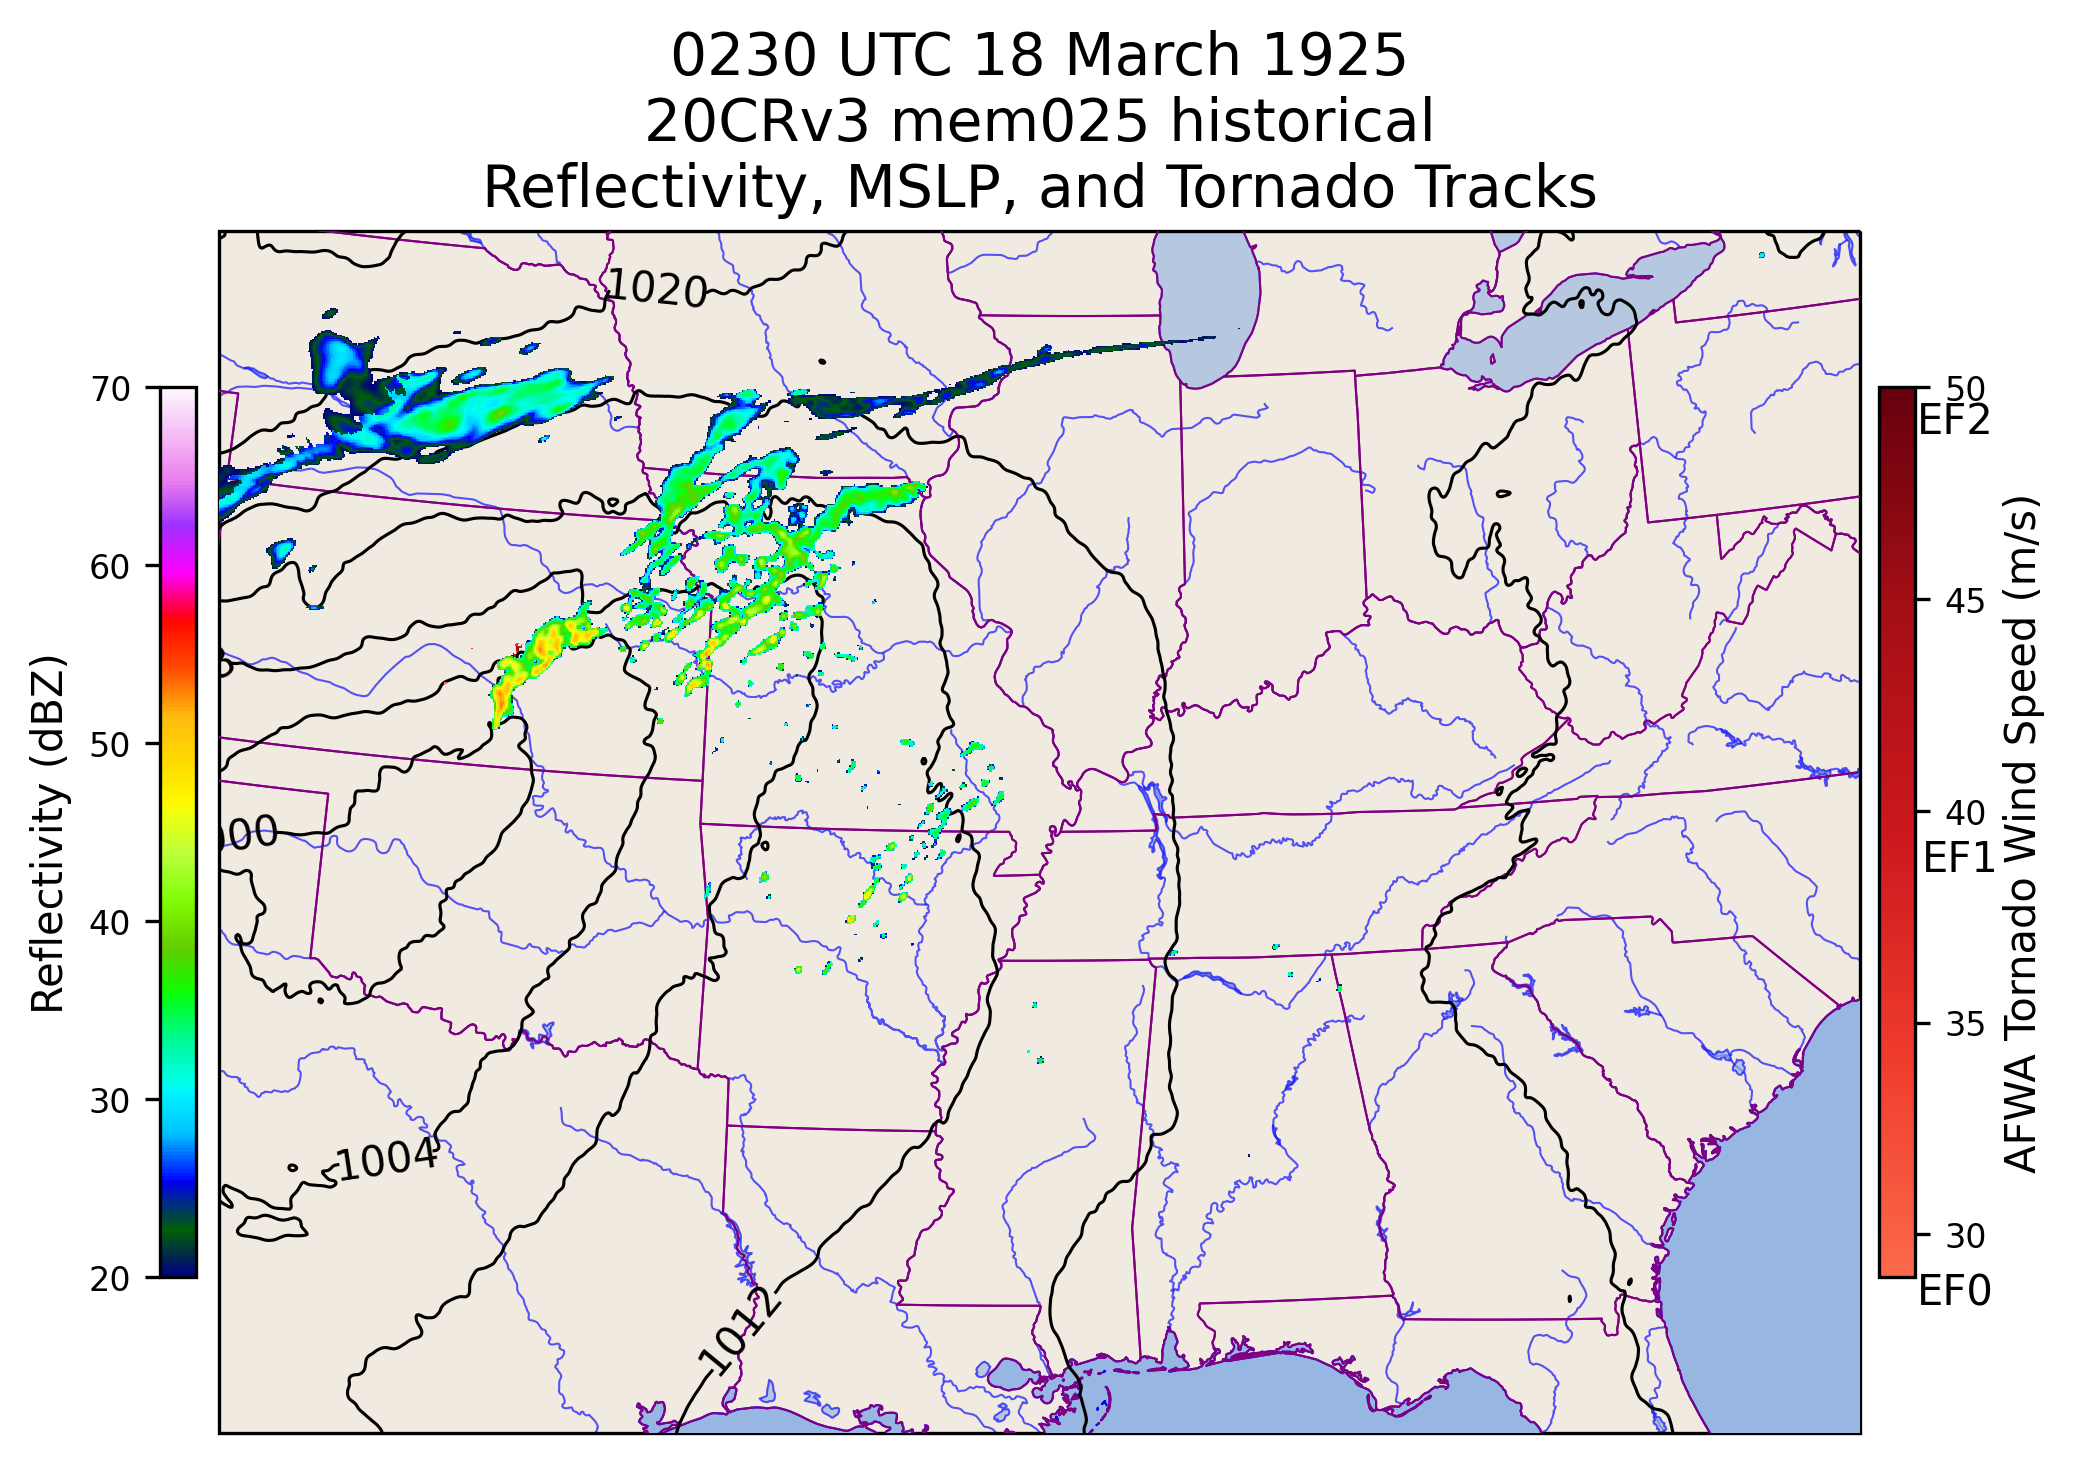 0230 UTC 18 March 1925
20CRv3 mem025 historical
Reflectivity, MSLP, and Tornado Tracks
1020
00
1004
1012
70
60
50
40
30
20
Reflectivity (dBZ)
50
EF2
45
40
EF1
35
30
EF0
AFWA Tornado Wind Speed (m/s)